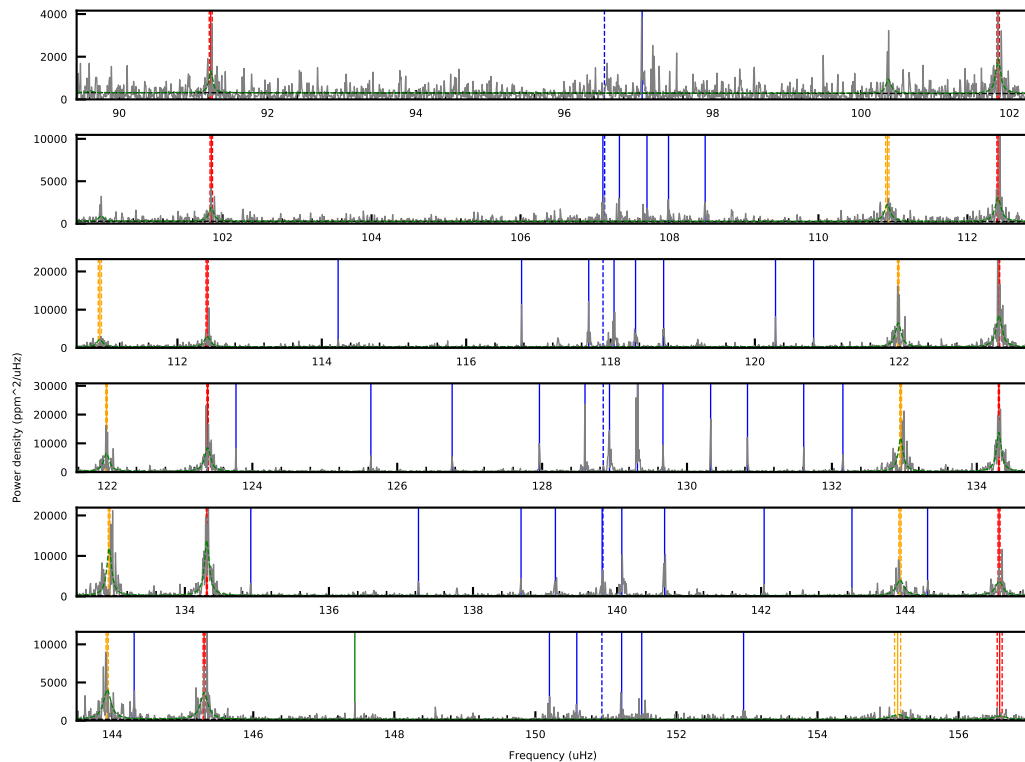 4000
2000
0
90 92 94 96 98 100 102
10000
5000
0
102 104 106 108 110 112
20000
10000
0
112 114 116 118 120 122
30000
20000
10000
0
122 124 126 128 130 132 134
20000
10000
0
134 136 138 140 142 144
10000
5000
0
144 146 148 150 152 154 156
Power density (ppm^2/uHz)
Frequency (uHz)